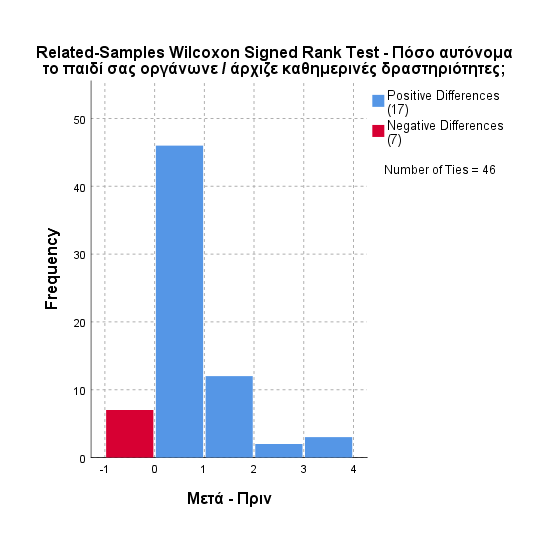 Related-Samples Wilcoxon Signed Rank Test - Πόσο αυτόνομα
το παιδί σας οργάνωνε / άρχιζε καθημερινές δραστηριότητες;
Positive Differences
(17)
Negative Differences
(7)
Number of Ties = 46
Frequency
50
40
30
20
10
0
-1 0 1 2 3 4
Μετά - Πριν